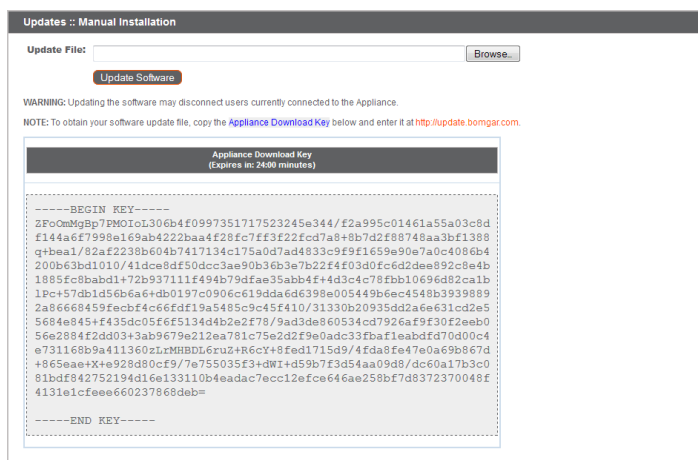 Updates :: Manual Installation
Update File:
Browse..
Update Software
WARNING: Updating the software may disconnect users currently connected to the Appliance.
NOTE: To obtain your software update file, copy the Appliance Download Key below and enter it at http://update.bomgar.com.
Appliance Download Key
(Expires in: 24:00 minutes)
-----BEGIN KEY-----
ZFoOmMgBp7PMOIoL306b4f0997351717523245e344/f2a995c01461a55a03c8d
f144a6f7998e169ab4222baa4f28fc7ff3f22fcd7a8+8b7d2f88748aa3bf1388
q+bea1/82af2238b604b7417134c175a0d7ad4833c9f9f1659e90e7a0c4086b4
200b63bd1010/41dce8df50dcc3ae90b36b3e7b22f4f03d0fc6d2dee892c8e4b
1885fc8babd1+72b937111f494b79dfae35abb4f+4d3c4c78fbb10696d82ca1b
lPc+57db1d56b6a6+db0197c0906c619dda6d6398e005449b6ec4548b3939889
2a86668459fecbf4c66fdf19a5485c9c45f410/31330b20935dd2a6e631cd2e5
5684e845+f435dc05f6f5134d4b2e2f78/9ad3de860534cd7926af9f30f2eeb0
56e2884f2dd03+3ab9679e212ea781c75e2d2f9e0adc33fbaf1eabdfd70d00c4
e731168b9a411360zLrMHBDL6ruZ+R6cY+8fed1715d9/4fda8fe47e0a69b867d
+865eae+X+e928d80cf9/7e755035f3+dWI+d59b7f3d54aa09d8/dc60a17b3c0
81bdf842752194d16e133110b4eadac7ecc12efce646ae258bf7d8372370048f
4131e1cfeee660237868deb=
-----END KEY-----